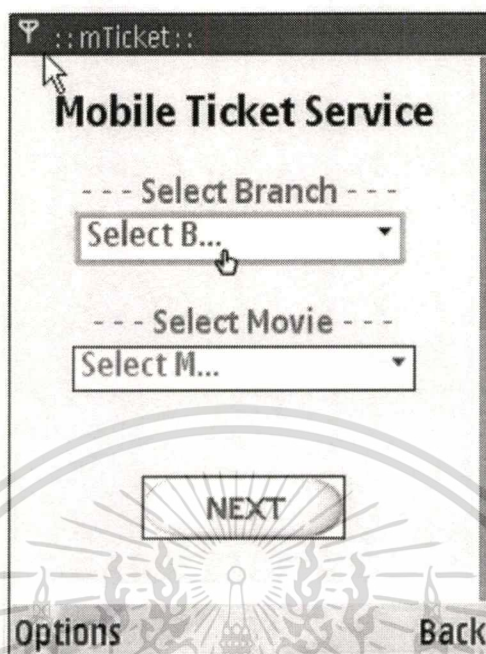 ::mTicket::
Mobile Ticket Service
- - - Select Branch - - -
Select B...
- - - Select Movie - - -
Select M...
NEXT
Options Back